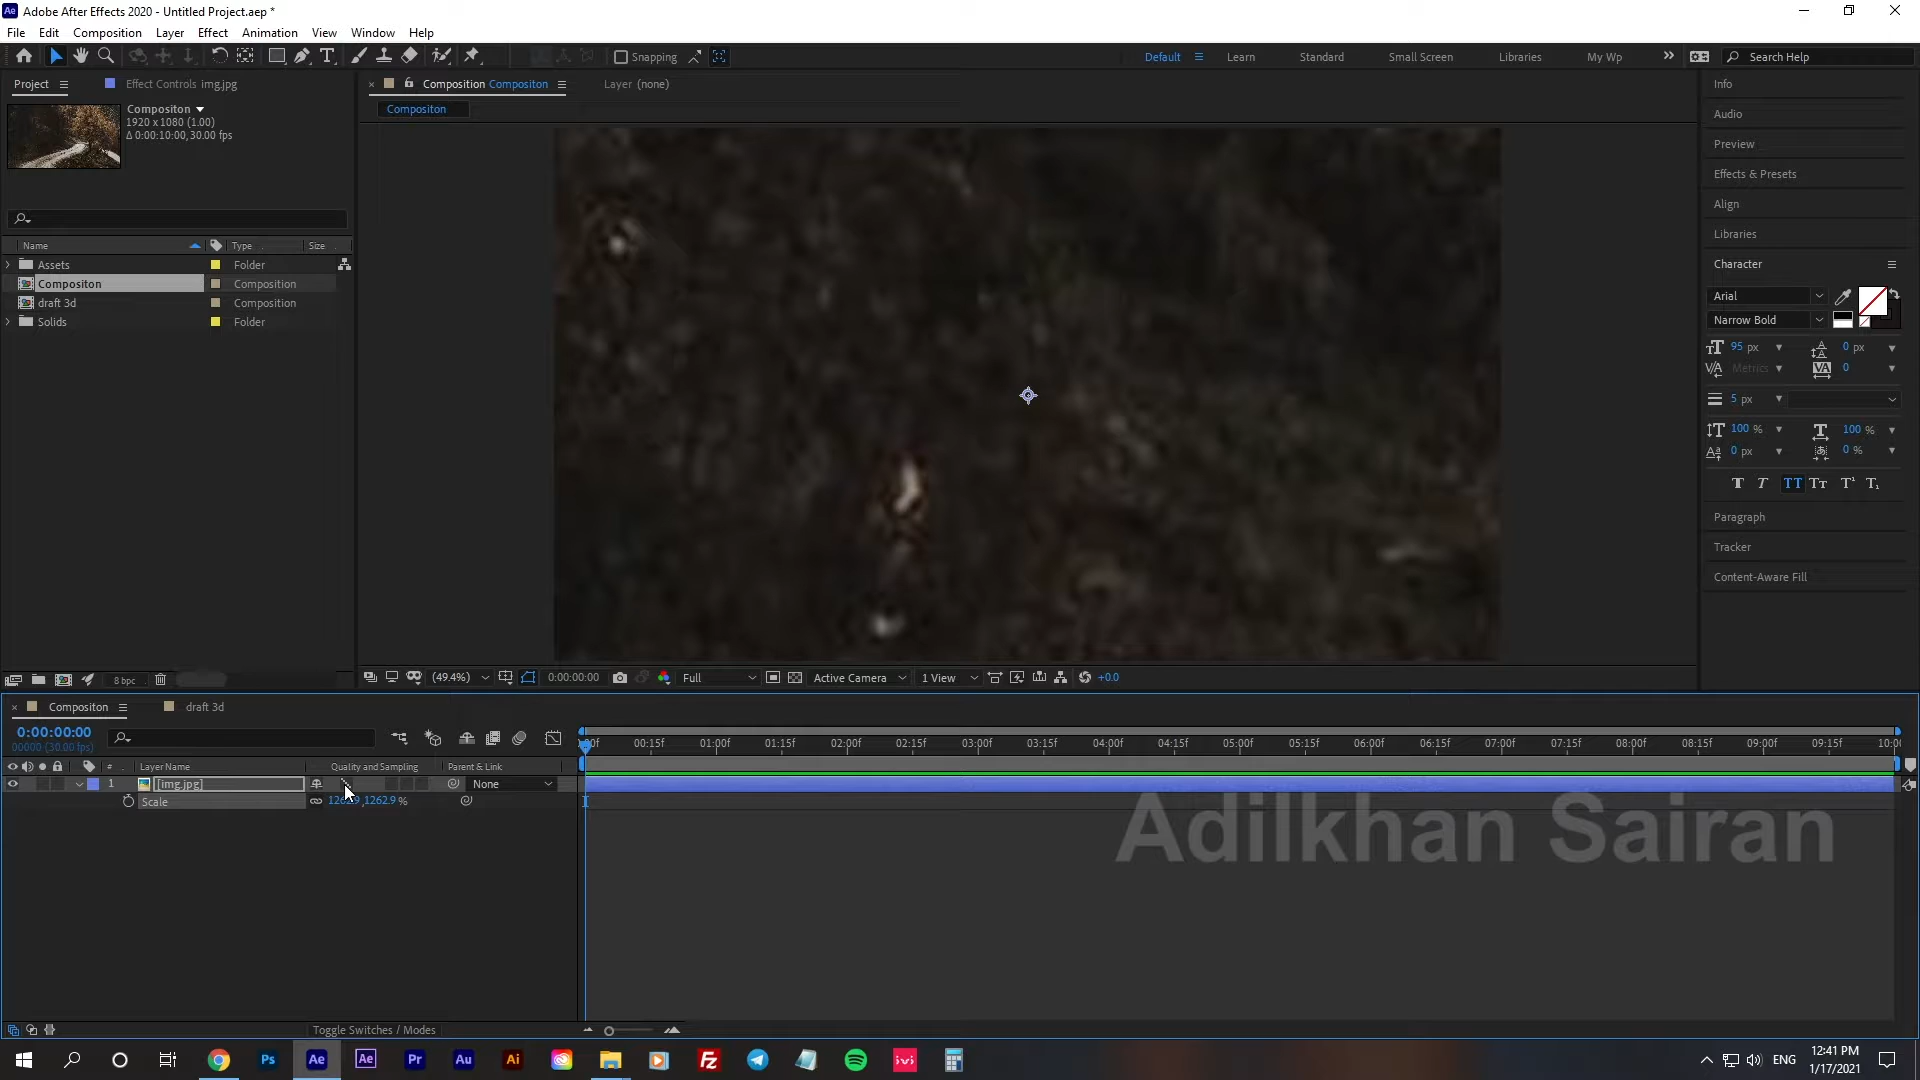 Adobe After Effects 2020 - Untitled Project.aep *
File Edit Composition Layer Effect Animation View Window Help
Snapping
Default Learn Standard Small Screen Libraries My Wp Search Help
Project Effect Controls img.jpg
Composition Compositon Layer (none)
Compositon
1920 x 1080 (1.00)
Δ 0:00:10:00, 30.00 fps
Compositon
Name Type Size
Assets Folder
Compositon Composition
draft 3d Composition
Solids Folder
8 bpc
(49.4%) 0:00:00:00 Full Active Camera 1 View +0.0
Info
Audio
Preview
Effects & Presets
Align
Libraries
Character
Arial
Narrow Bold
95 px 0 px
Metrics 0
5 px
100 % 100 %
0 px 0 %
Paragraph
Tracker
Content-Aware Fill
Compositon draft 3d
0:00:00:00
00000 (30.00 fps)
00:15f 01:00f 01:15f 02:00f 02:15f 03:00f 03:15f 04:00f 04:15f 05:00f 05:15f 06:00f 06:15f 07:00f 07:15f 08:00f 08:15f 09:00f 09:15f
# Layer Name Quality and Sampling Parent & Link
1 [img.jpg] None
Scale 1262.9 %
Adilkhan Sairan
Toggle Switches / Modes
Ps Ae Ae Pr Au Ai Fz ivi
ENG
12:41 PM
1/17/2021